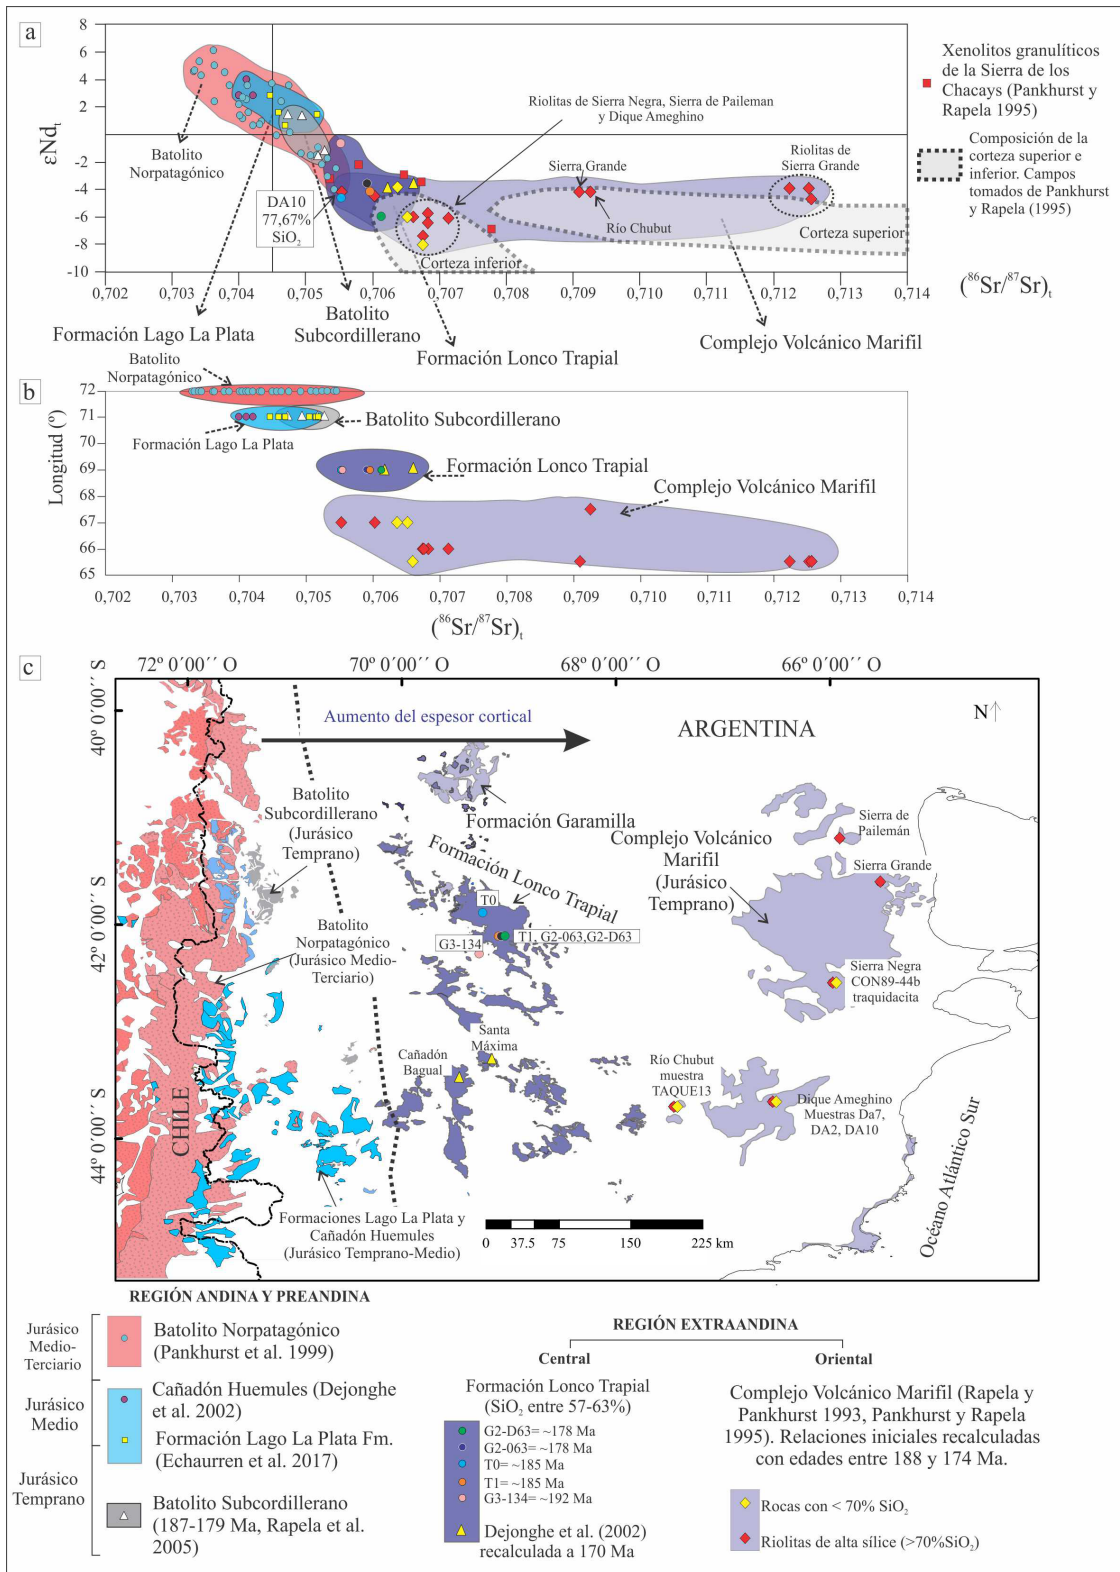 a
8
6
4
2
0
-2
-4
-6
-8
-10
εNdt
Batolito
Norpatagónico
DA10
77,67%
SiO2
Riolitas de Sierra Negra, Sierra de Paileman
y Dique Ameghino
Sierra Grande
Río Chubut
Riolitas de
Sierra Grande
Corteza superior
Corteza inferior
Xenolitos granulíticos
de la Sierra de los
Chacays (Pankhurst y
Rapela 1995)
Composición de la
corteza superior e
inferior. Campos
tomados de Pankhurst
y Rapela (1995)
0,702 0,703 0,704 0,705 0,706 0,707 0,708 0,709 0,710 0,711 0,712 0,713 0,714
(86Sr/87Sr)t
Formación Lago La Plata
Batolito
Subcordillerano
Formación Lonco Trapial
Complejo Volcánico Marifil
b
Batolito
Norpatagónico
72
71
70
69
68
67
66
65
Longitud (º)
Formación Lago La Plata
Batolito Subcordillerano
Formación Lonco Trapial
Complejo Volcánico Marifil
0,702 0,703 0,704 0,705 0,706 0,707 0,708 0,709 0,710 0,711 0,712 0,713 0,714
(86Sr/87Sr)t
c
72º 0´00´´ O 70º 0´00´´ O 68º 0´00´´ O 66º 0´00´´ O
40º 0´00´´ S
42º 0´00´´ S
44º 0´00´´ S
Aumento del espesor cortical
ARGENTINA
N
Batolito
Subcordillerano
(Jurásico
Temprano)
Formación Garamilla
Formación Lonco Trapial
Complejo Volcánico
Marifil
(Jurásico
Temprano)
Sierra de
Pailemán
Sierra Grande
T0
G3-134
T1, G2-063,G2-D63
Batolito
Norpatagónico
(Jurásico Medio-
Terciario)
Sierra Negra
CON89-44b
traquidacita
Santa
Máxima
Cañadón
Bagual
Río Chubut
muestra
TAQUE13
Dique Ameghino
Muestras Da7,
DA2, DA10
CHILE
Océano Atlántico Sur
Formaciones Lago La Plata y
Cañadón Huemules
(Jurásico Temprano-Medio)
0 37.5 75 150 225 km
REGIÓN ANDINA Y PREANDINA
Jurásico
Medio-
Terciario
Batolito Norpatagónico
(Pankhurst et al. 1999)
Jurásico
Medio
Cañadón Huemules (Dejonghe
et al. 2002)
Formación Lago La Plata Fm.
(Echaurren et al. 2017)
Jurásico
Temprano
Batolito Subcordillerano
(187-179 Ma, Rapela et al.
2005)
REGIÓN EXTRAANDINA
Central
Formación Lonco Trapial
(SiO2 entre 57-63%)
G2-D63= ~178 Ma
G2-063= ~178 Ma
T0= ~185 Ma
T1= ~185 Ma
G3-134= ~192 Ma
Dejonghe et al. (2002)
recalculada a 170 Ma
Oriental
Complejo Volcánico Marifil (Rapela y
Pankhurst 1993, Pankhurst y Rapela
1995). Relaciones iniciales recalculadas
con edades entre 188 y 174 Ma.
Rocas con < 70% SiO2
Riolitas de alta sílice (>70%SiO2)